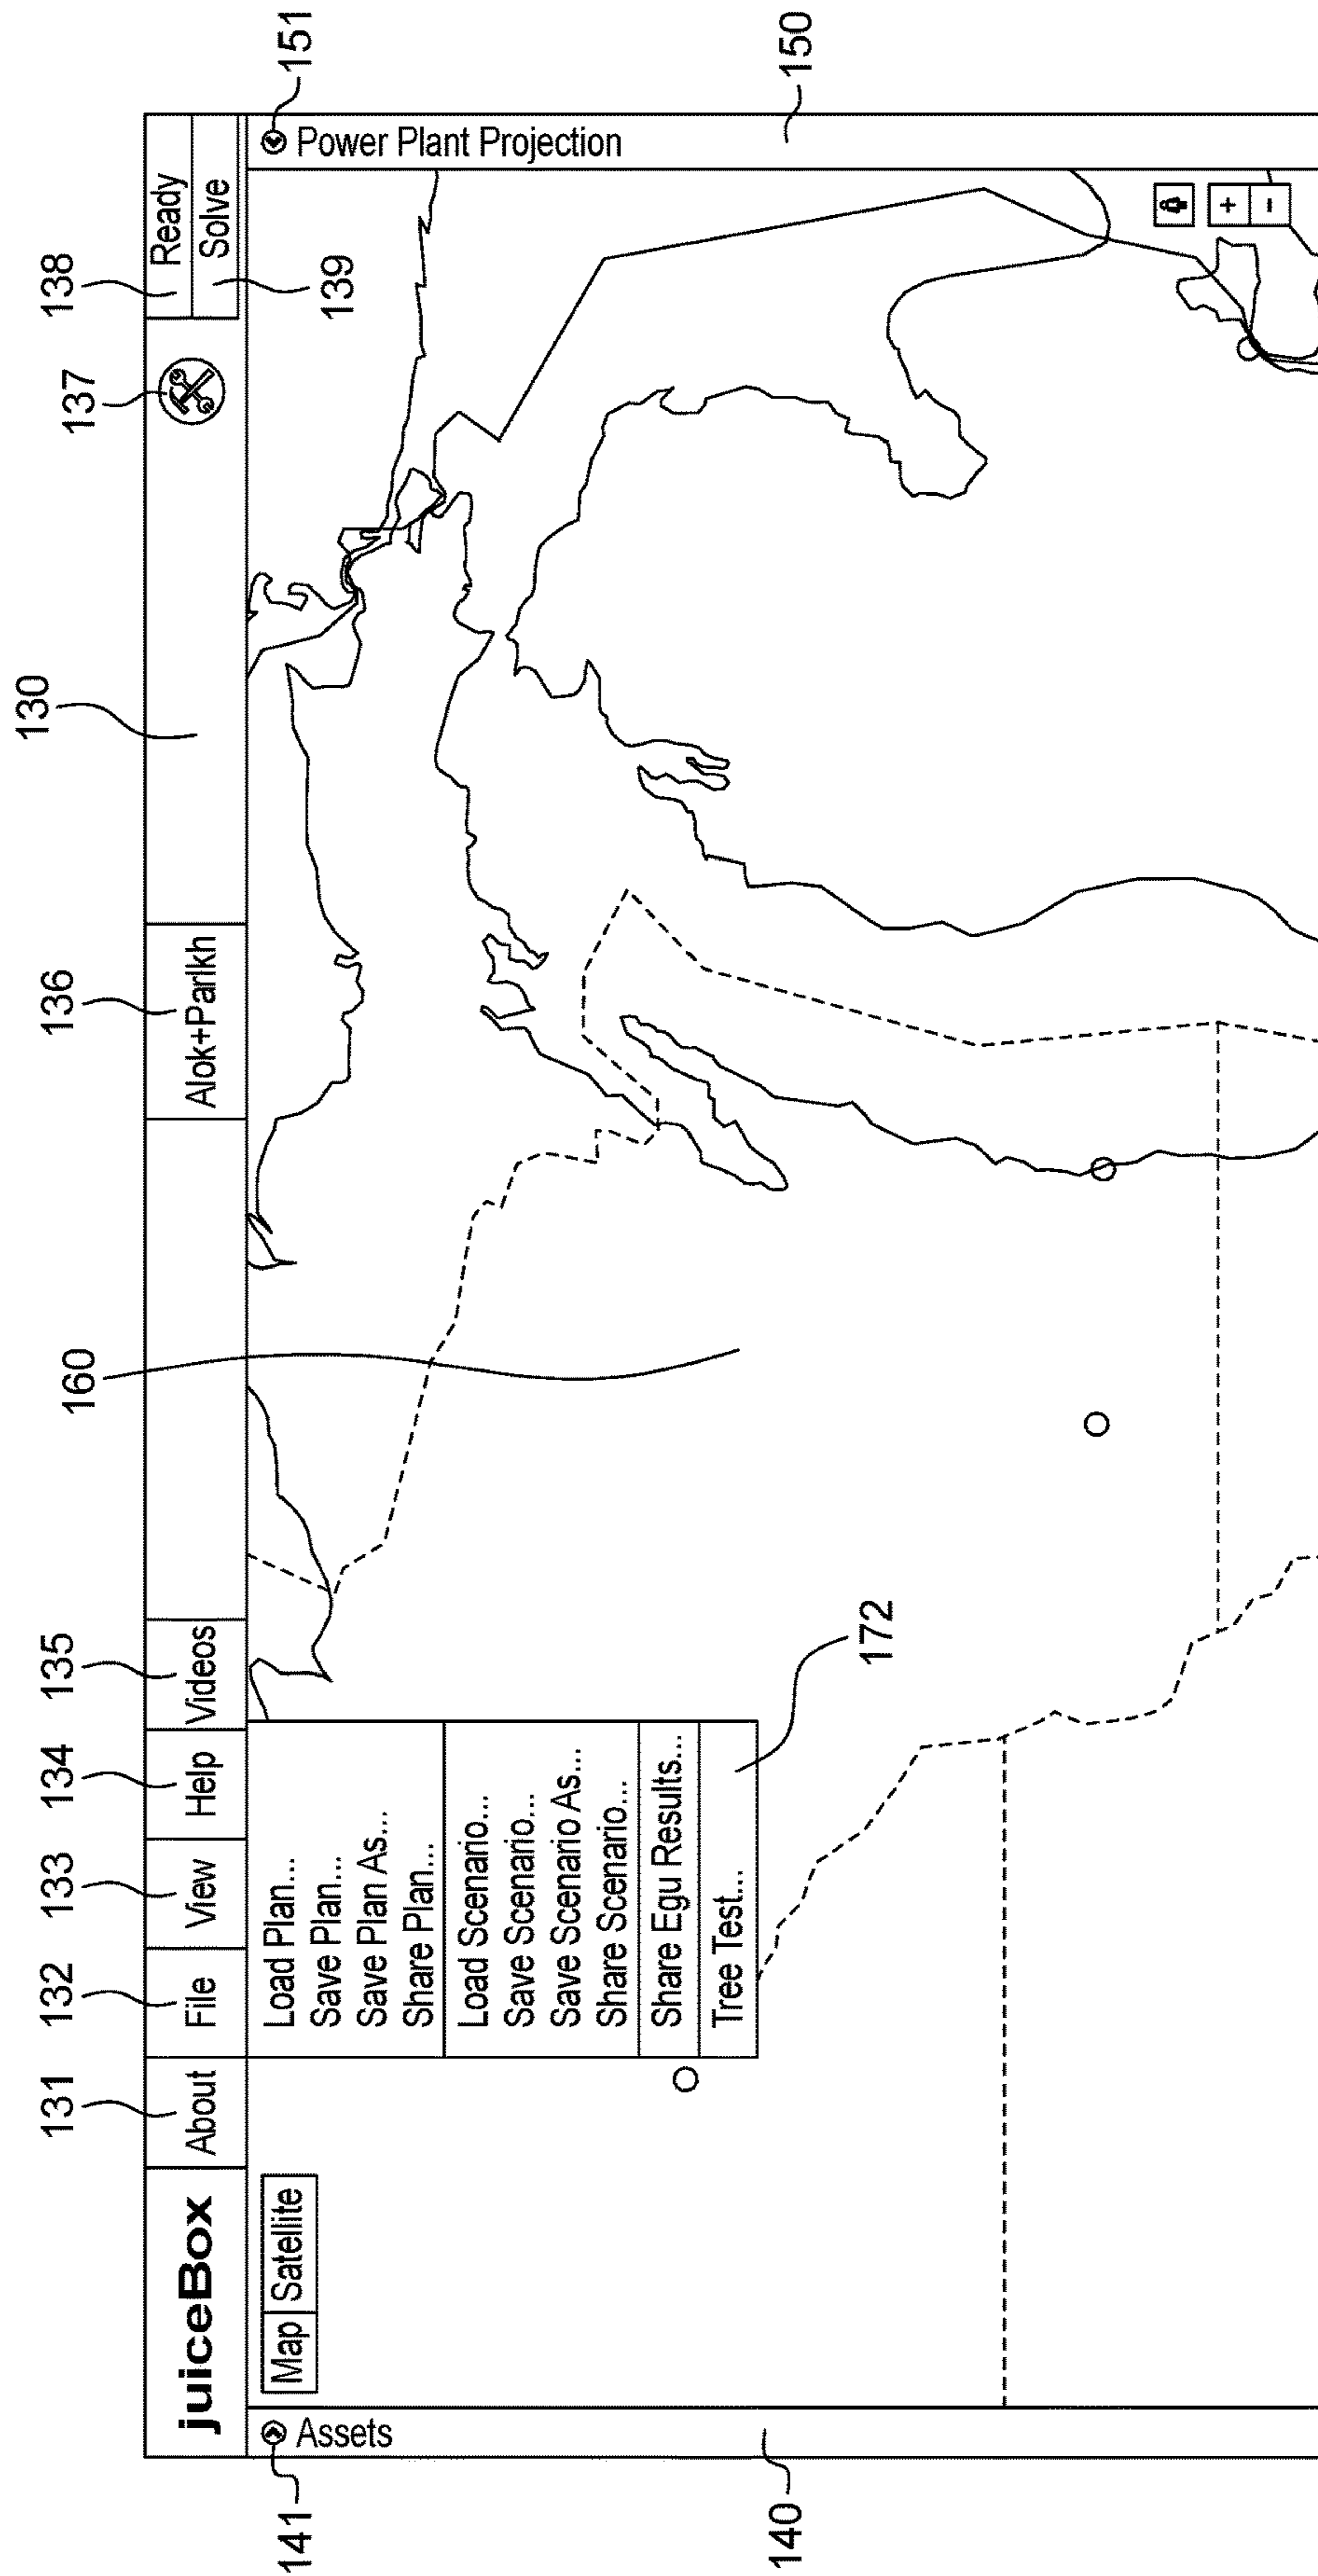 130
131
132
133
134
135
136
137
138
juiceBox
About
File
View
Help
Videos
Alok+Parikh
Ready
Solve
139
160
141
Assets
Map
Satellite
Load Plan...
Save Plan...
Save Plan As...
Share Plan...
Load Scenario...
Save Scenario...
Save Scenario As...
Share Scenario...
Share Egu Results...
Tree Test...
172
Power Plant Projection
151
140
150
+
-